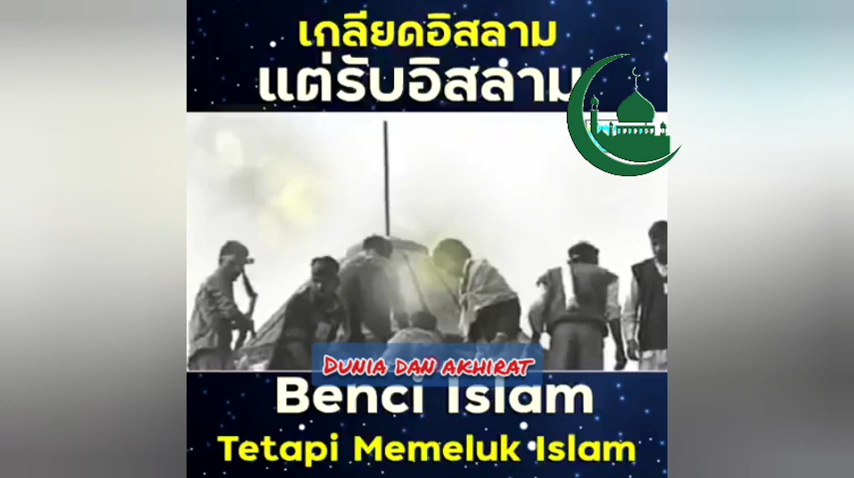 เกลียดอิสลาม
แต่รับอิสลาม
Dunia dan akhirat
Benci Islam
Tetapi Memeluk Islam